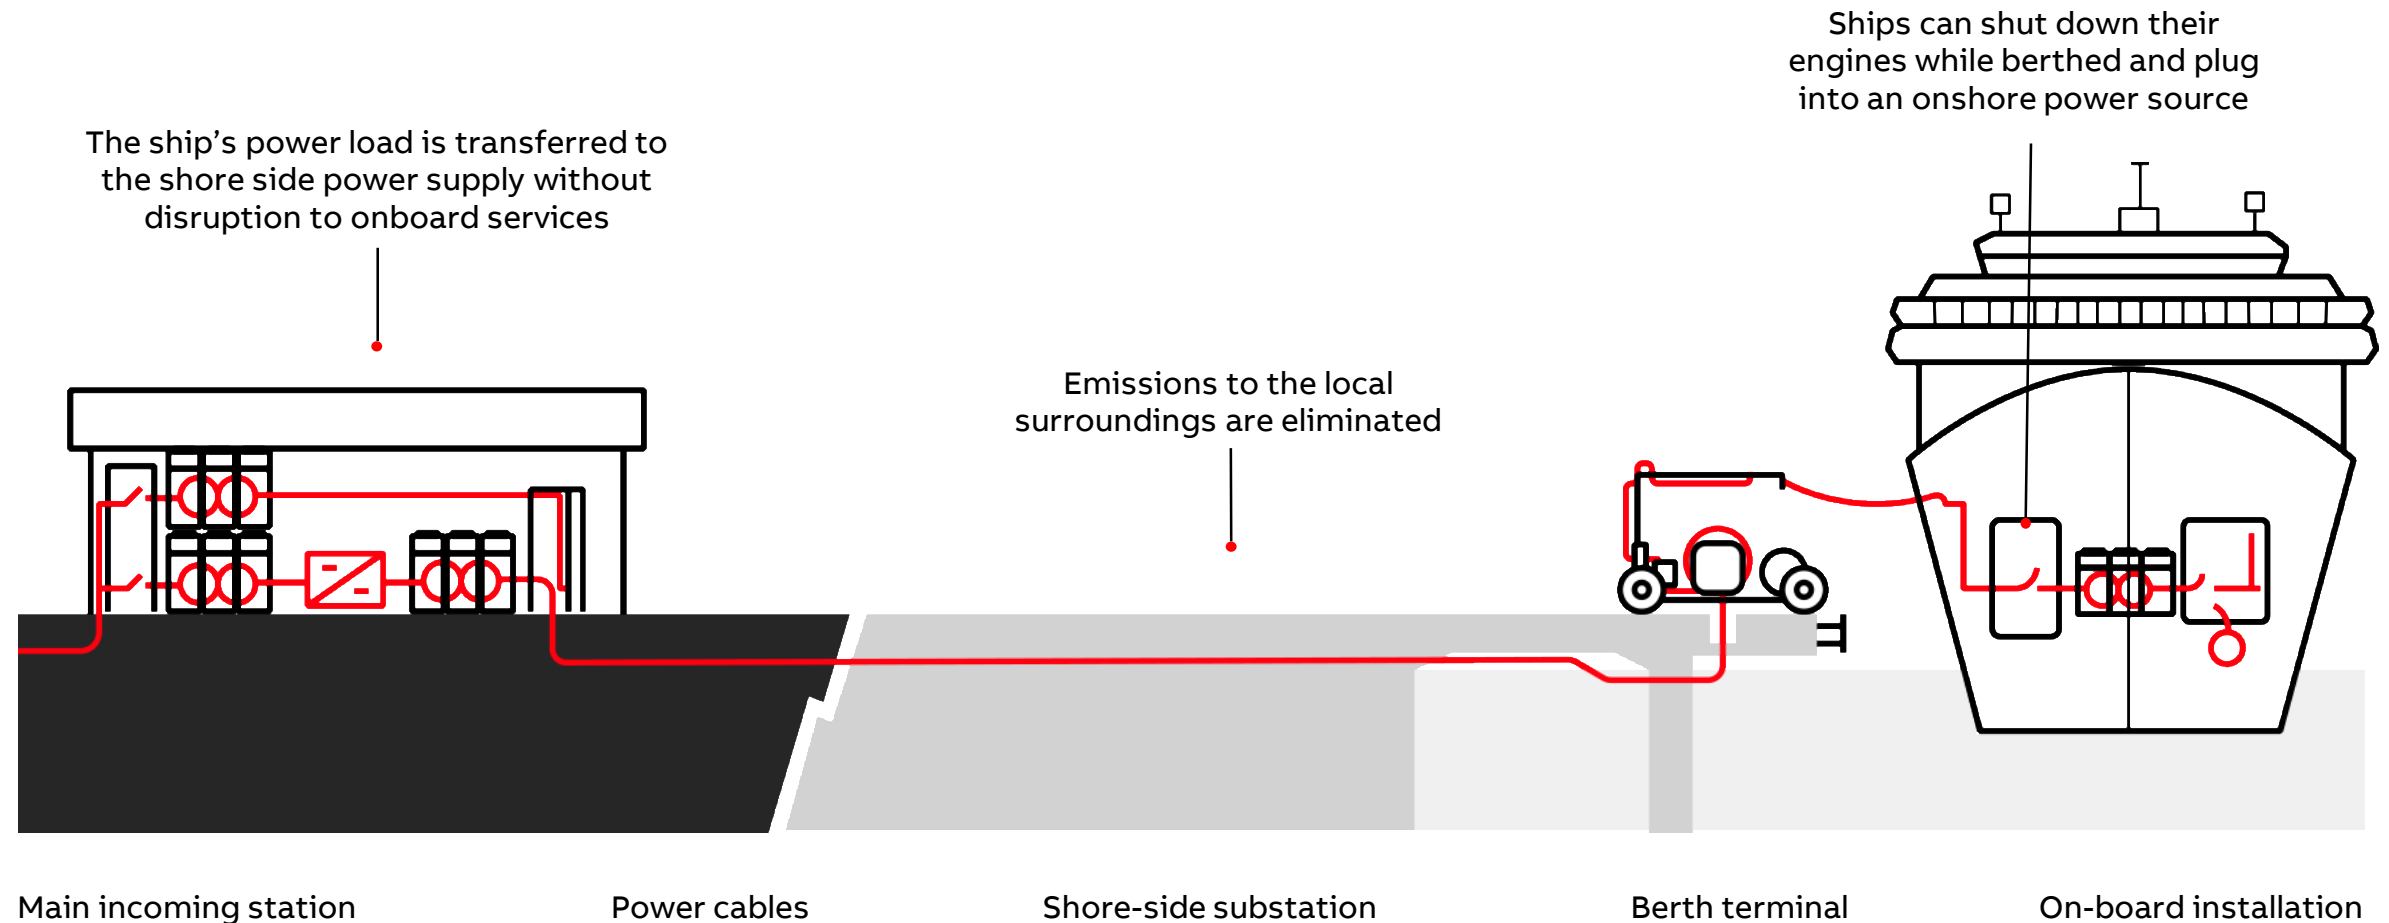 Ships can shut down their
engines while berthed and plug
into an onshore power source
The ship’s power load is transferred to
the shore side power supply without
disruption to onboard services
Emissions to the local
surroundings are eliminated
Main incoming station
Power cables
Shore-side substation
Berth terminal
On-board installation